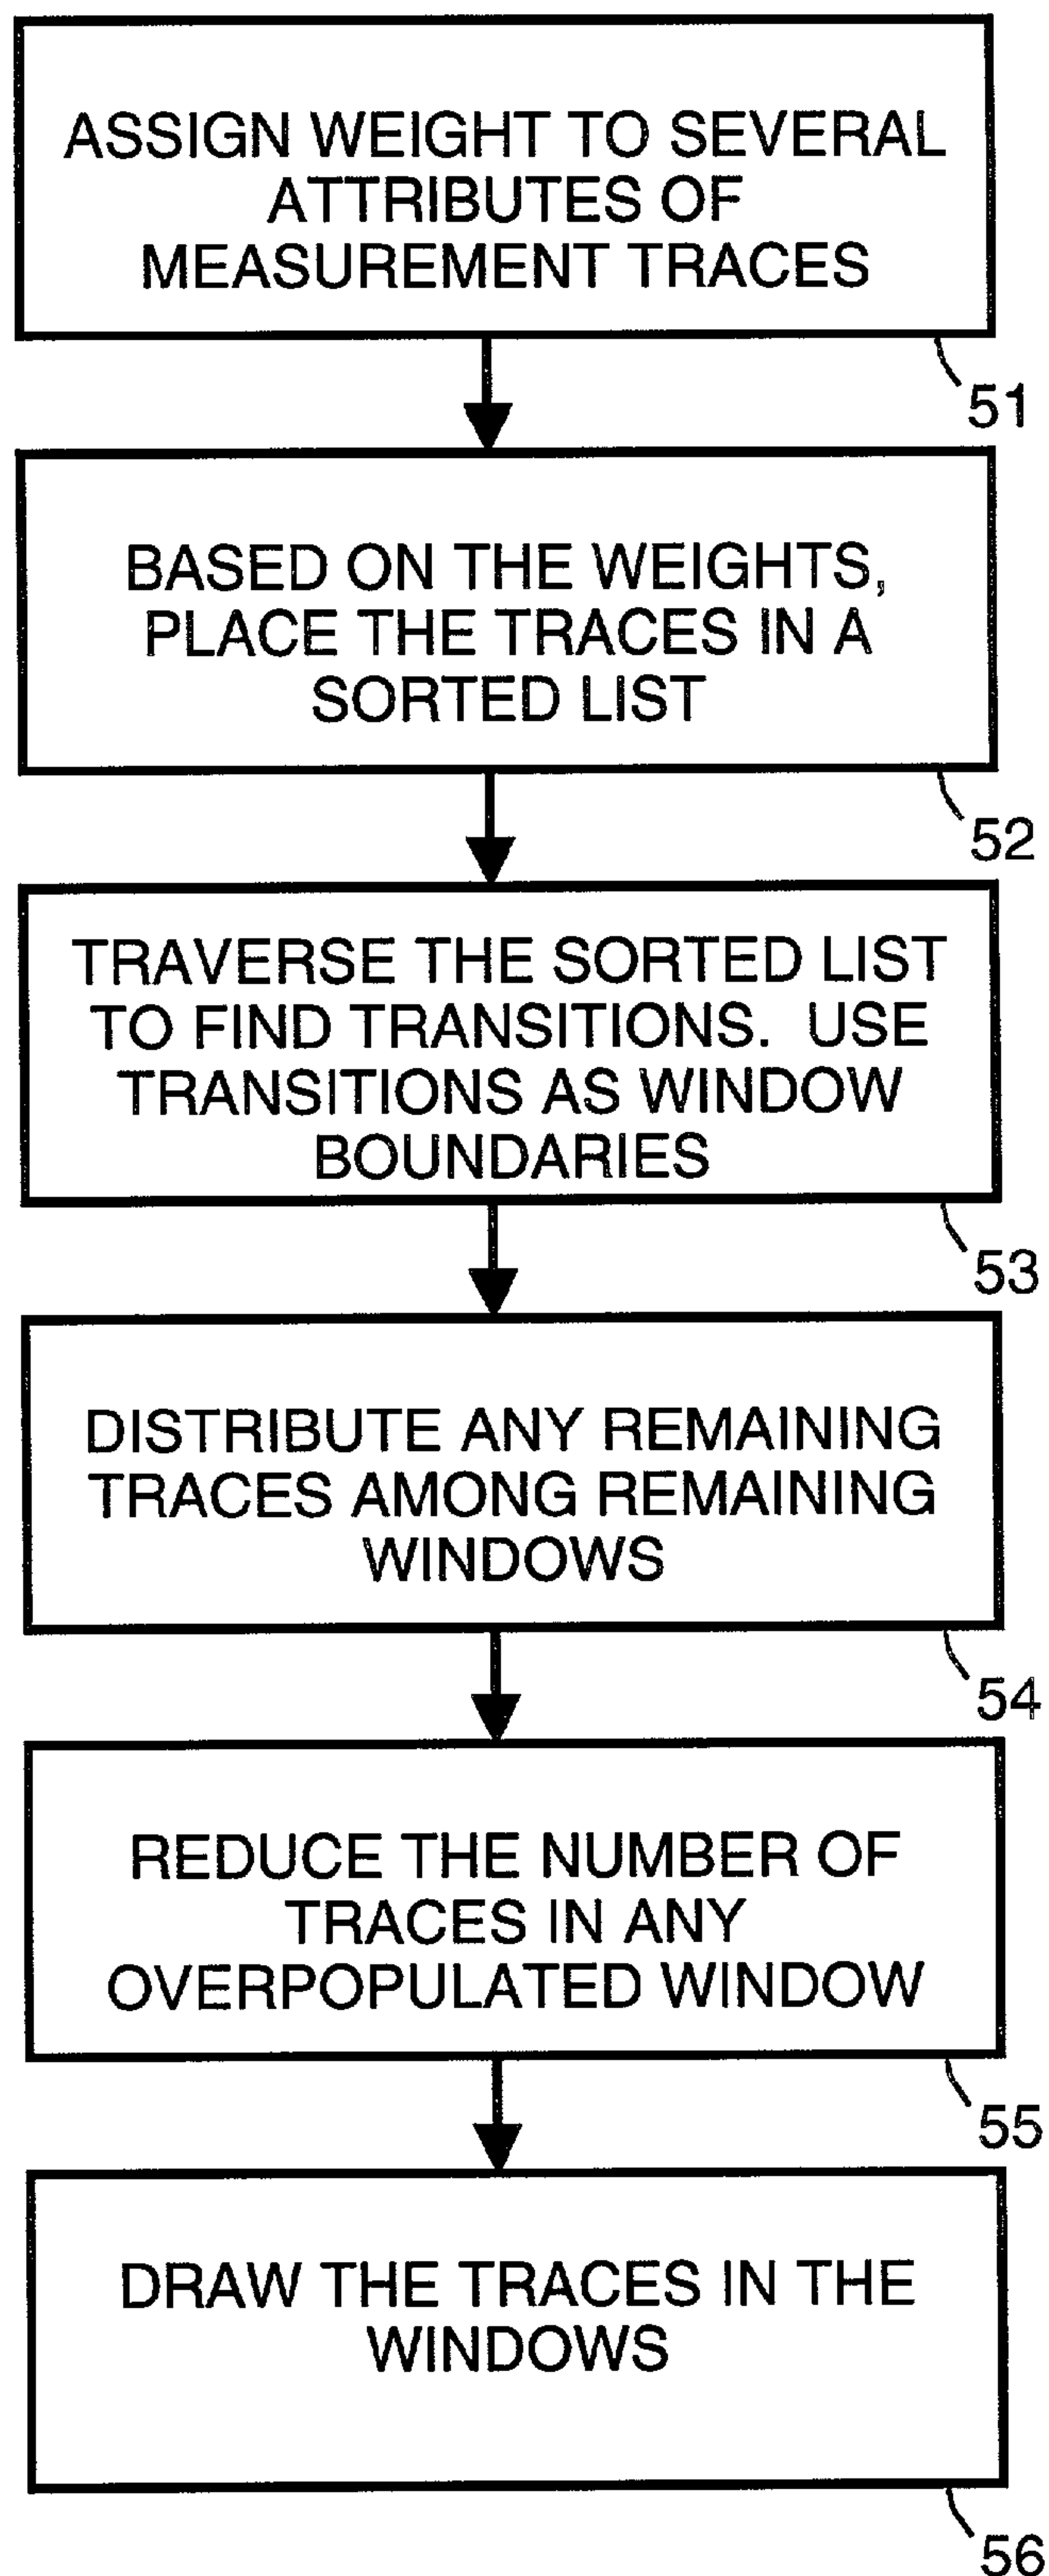 ASSIGN WEIGHT TO SEVERAL
ATTRIBUTES OF
MEASUREMENT TRACES
51
BASED ON THE WEIGHTS,
PLACE THE TRACES IN A
SORTED LIST
52
TRAVERSE THE SORTED LIST
TO FIND TRANSITIONS. USE
TRANSITIONS AS WINDOW
BOUNDARIES
53
DISTRIBUTE ANY REMAINING
TRACES AMONG REMAINING
WINDOWS
54
REDUCE THE NUMBER OF
TRACES IN ANY
OVERPOPULATED WINDOW
55
DRAW THE TRACES IN THE
WINDOWS
56